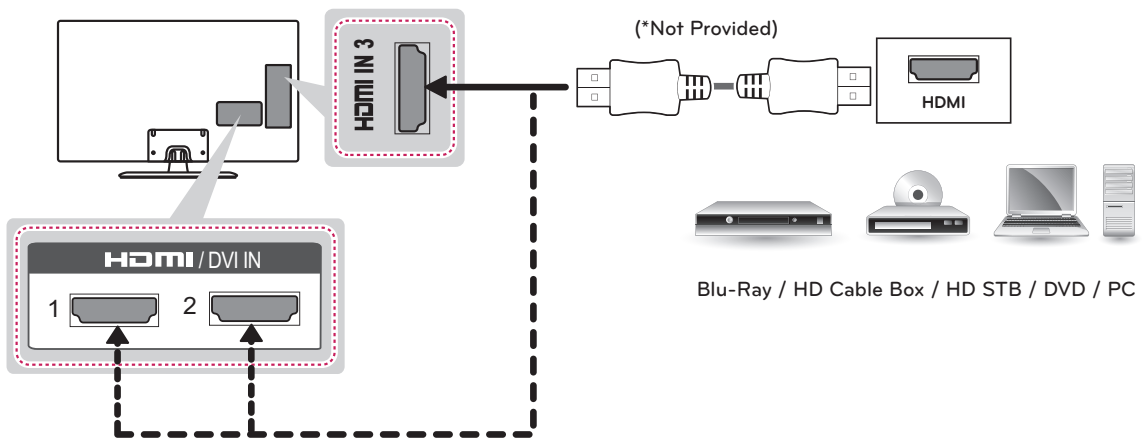 HDMI IN 3
(*Not Provided)
HDMI
HDMI / DVI IN
1
2
Blu-Ray / HD Cable Box / HD STB / DVD / PC